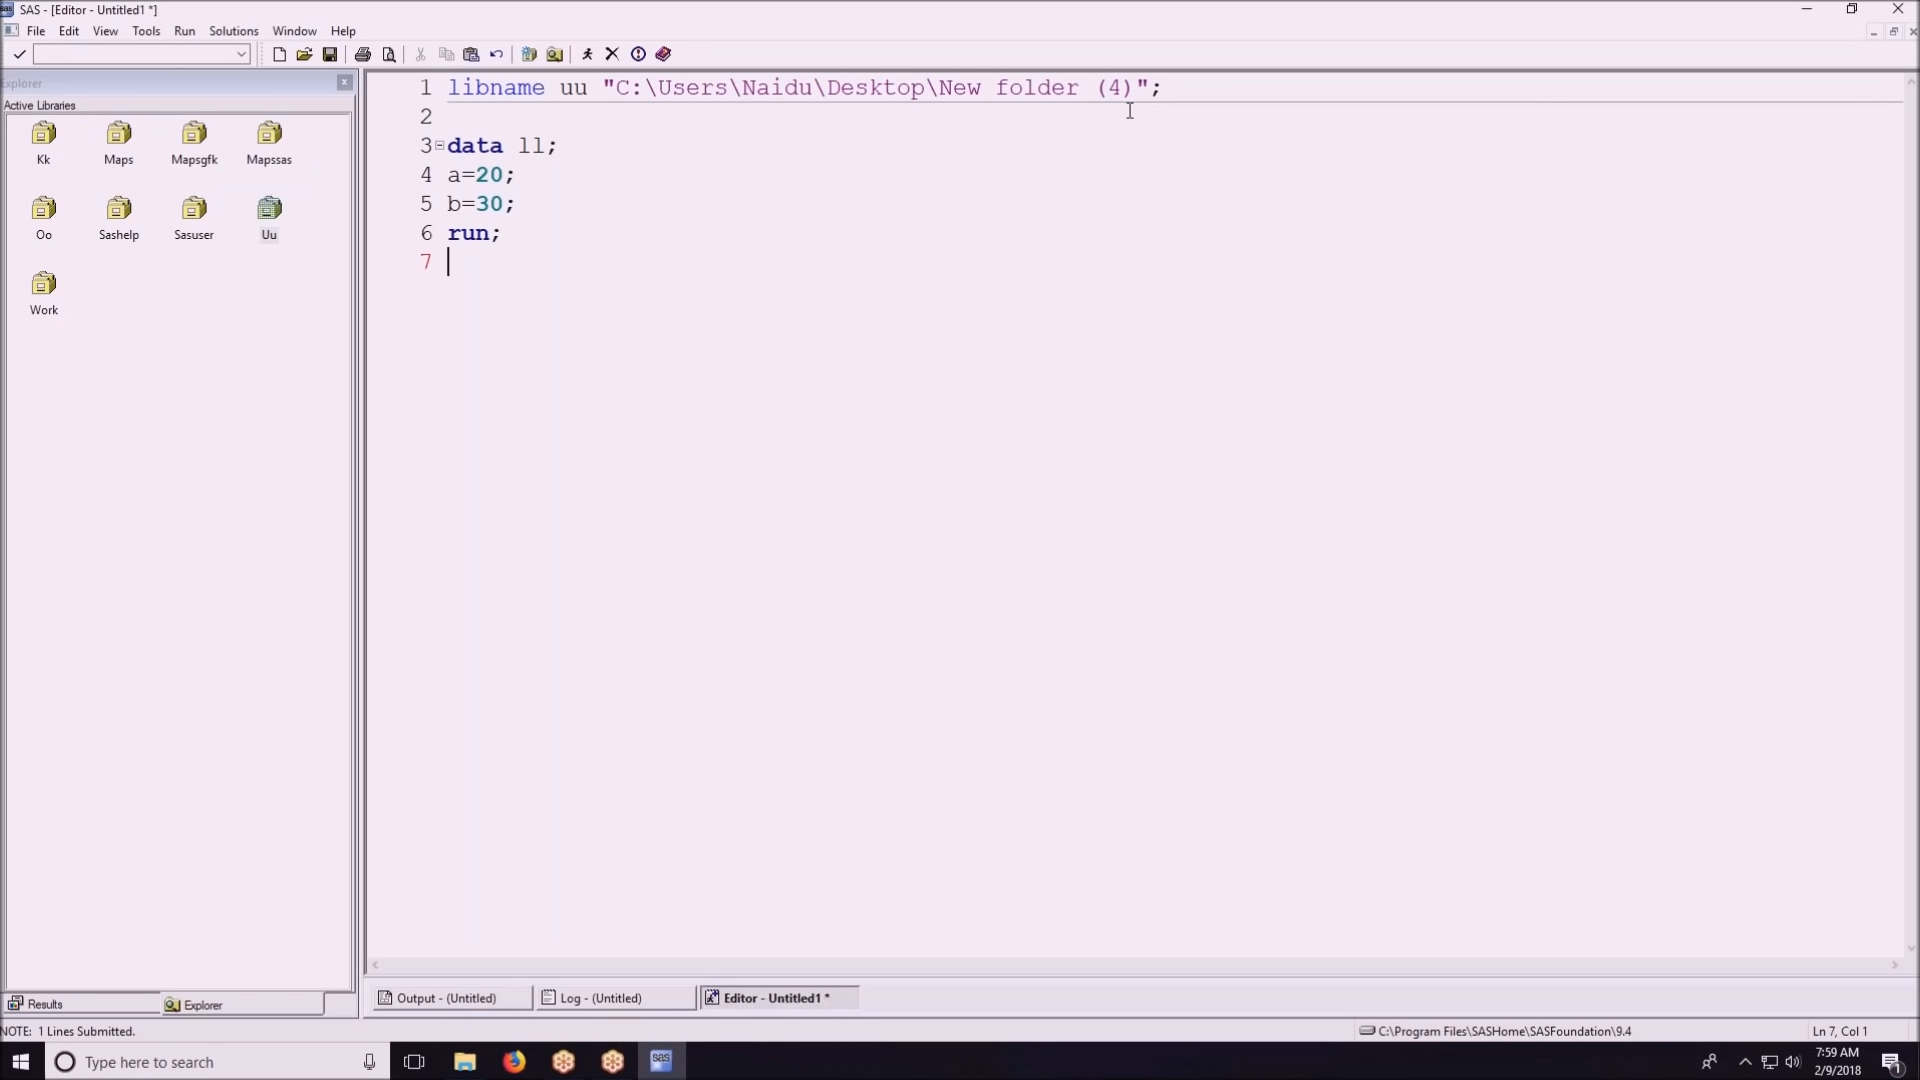 SAS - [Editor - Untitled1 *]
File Edit View Tools Run Solutions Window Help
Explorer
Active Libraries
Kk Maps Mapsgfk Mapssas
Oo Sashelp Sasuser Uu
Work
1 libname uu "C:\Users\Naidu\Desktop\New folder (4)";
2
3 data ll;
4 a=20;
5 b=30;
6 run;
7
Results Explorer
Output - (Untitled) Log - (Untitled) Editor - Untitled1 *
NOTE: 1 Lines Submitted.
C:\Program Files\SASHome\SASFoundation\9.4
Ln 7, Col 1
Type here to search
sas
7:59 AM
2/9/2018
1